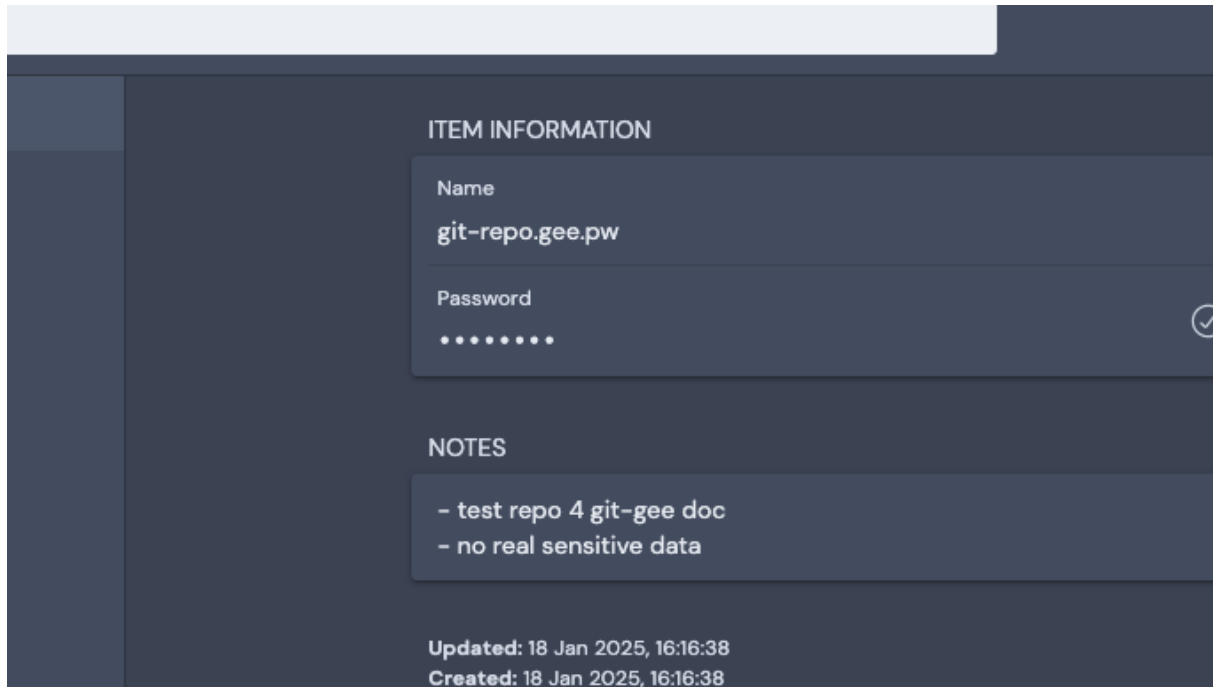 ITEM INFORMATION
Name
git-repo.gee.pw
Password
••••••••
NOTES
- test repo 4 git-gee doc
- no real sensitive data
Updated: 18 Jan 2025, 16:16:38
Created: 18 Jan 2025, 16:16:38